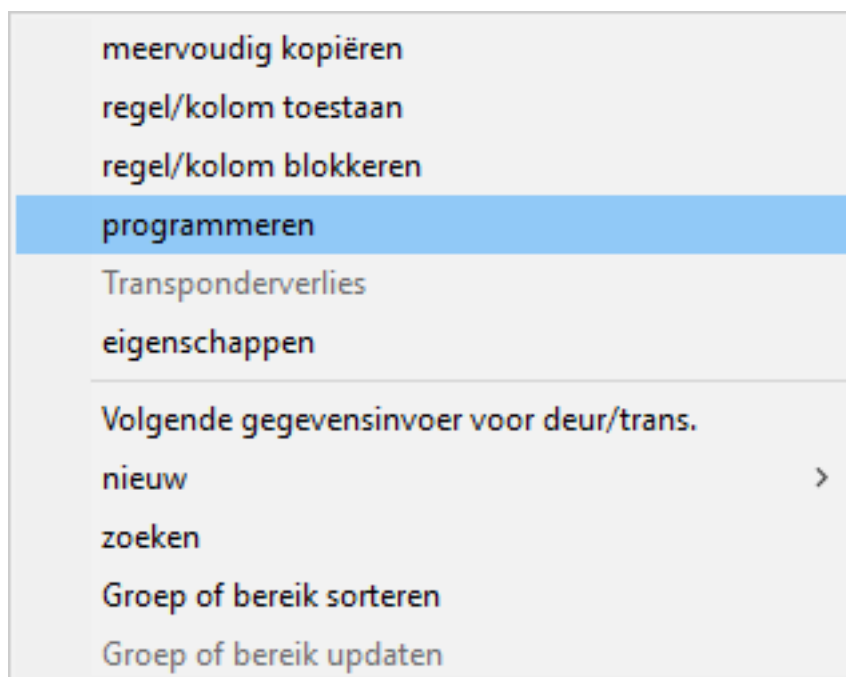 meervoudig kopiëren
regel/kolom toestaan
regel/kolom blokkeren
programmeren
Transponderverlies
eigenschappen
Volgende gegevensinvoer voor deur/trans.
nieuw
zoeken
Groep of bereik sorteren
Groep of bereik updaten